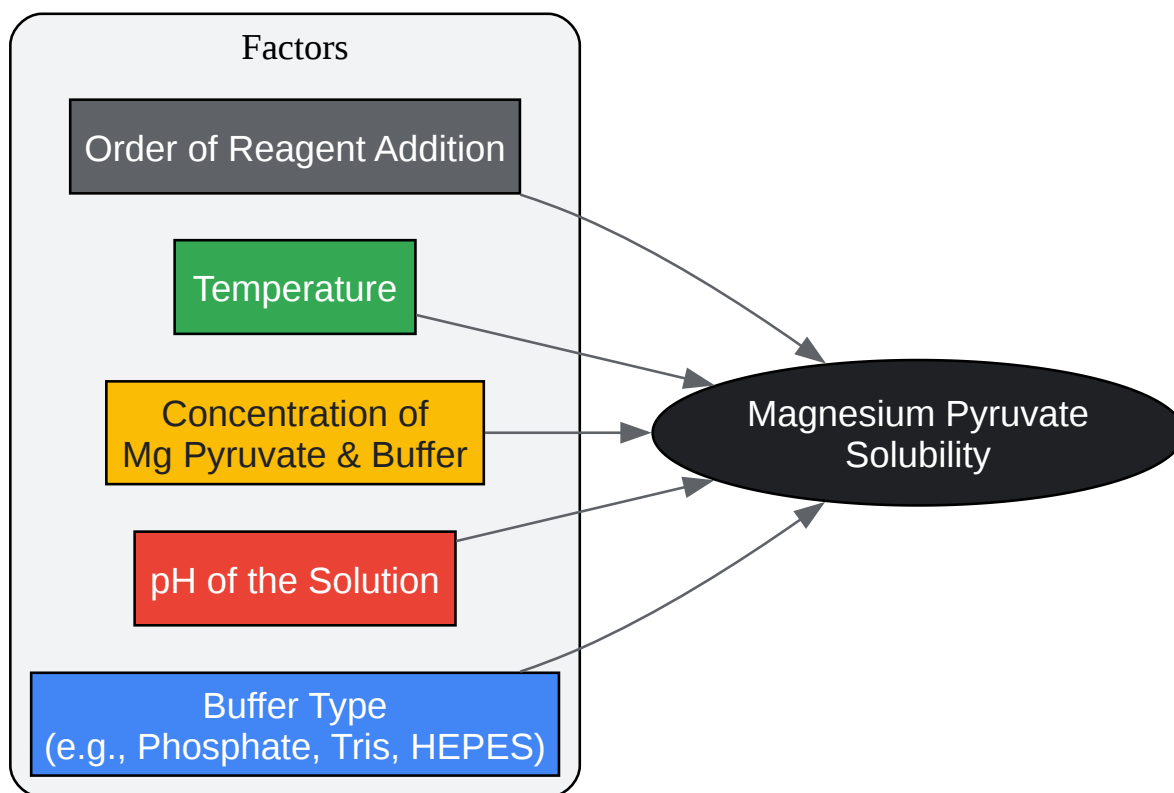 Factors
Order of Reagent Addition
Temperature
Concentration of
Mg Pyruvate & Buffer
pH of the Solution
Buffer Type
(e.g., Phosphate, Tris, HEPES)
Magnesium Pyruvate
Solubility